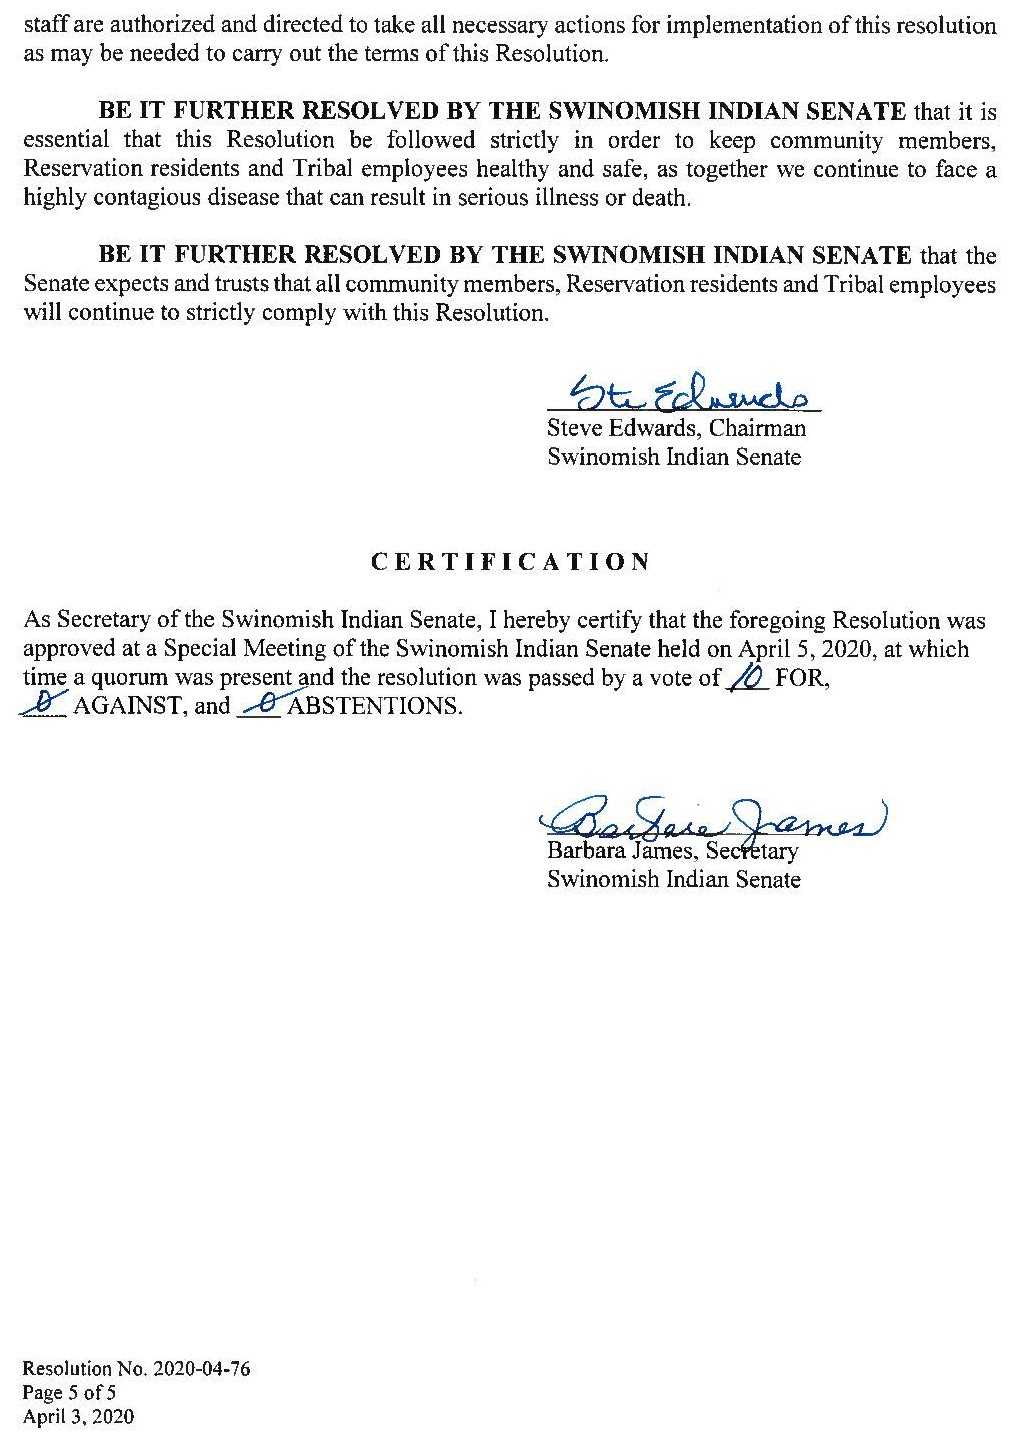 staff are authorized and directed to take all necessary actions for implementation of this resolution
as may be needed to carry out the terms of this Resolution.
BE IT FURTHER RESOLVED BY THE SWINOMISH INDIAN SENATE that it is
essential that this Resolution be followed strictly in order to keep community members,
Reservation residents and Tribal employees healthy and safe, as together we continue to face a
highly contagious disease that can result in serious illness or death.
BE IT FURTHER RESOLVED BY THE SWINOMISH INDIAN SENATE that the
Senate expects and trusts that all community members, Reservation residents and Tribal employees
will continue to strictly comply with this Resolution.
Ste Edwards
Steve Edwards, Chairman
Swinomish Indian Senate
CERTIFICATION
As Secretary of the Swinomish Indian Senate, I hereby certify that the foregoing Resolution was
approved at a Special Meeting of the Swinomish Indian Senate held on April 5, 2020, at which
time a quorum was present and the resolution was passed by a vote of 10 FOR,
0 AGAINST, and 0 ABSTENTIONS.
Barbara James
Barbara James, Secretary
Swinomish Indian Senate
Resolution No. 2020-04-76
Page 5 of 5
April 3, 2020